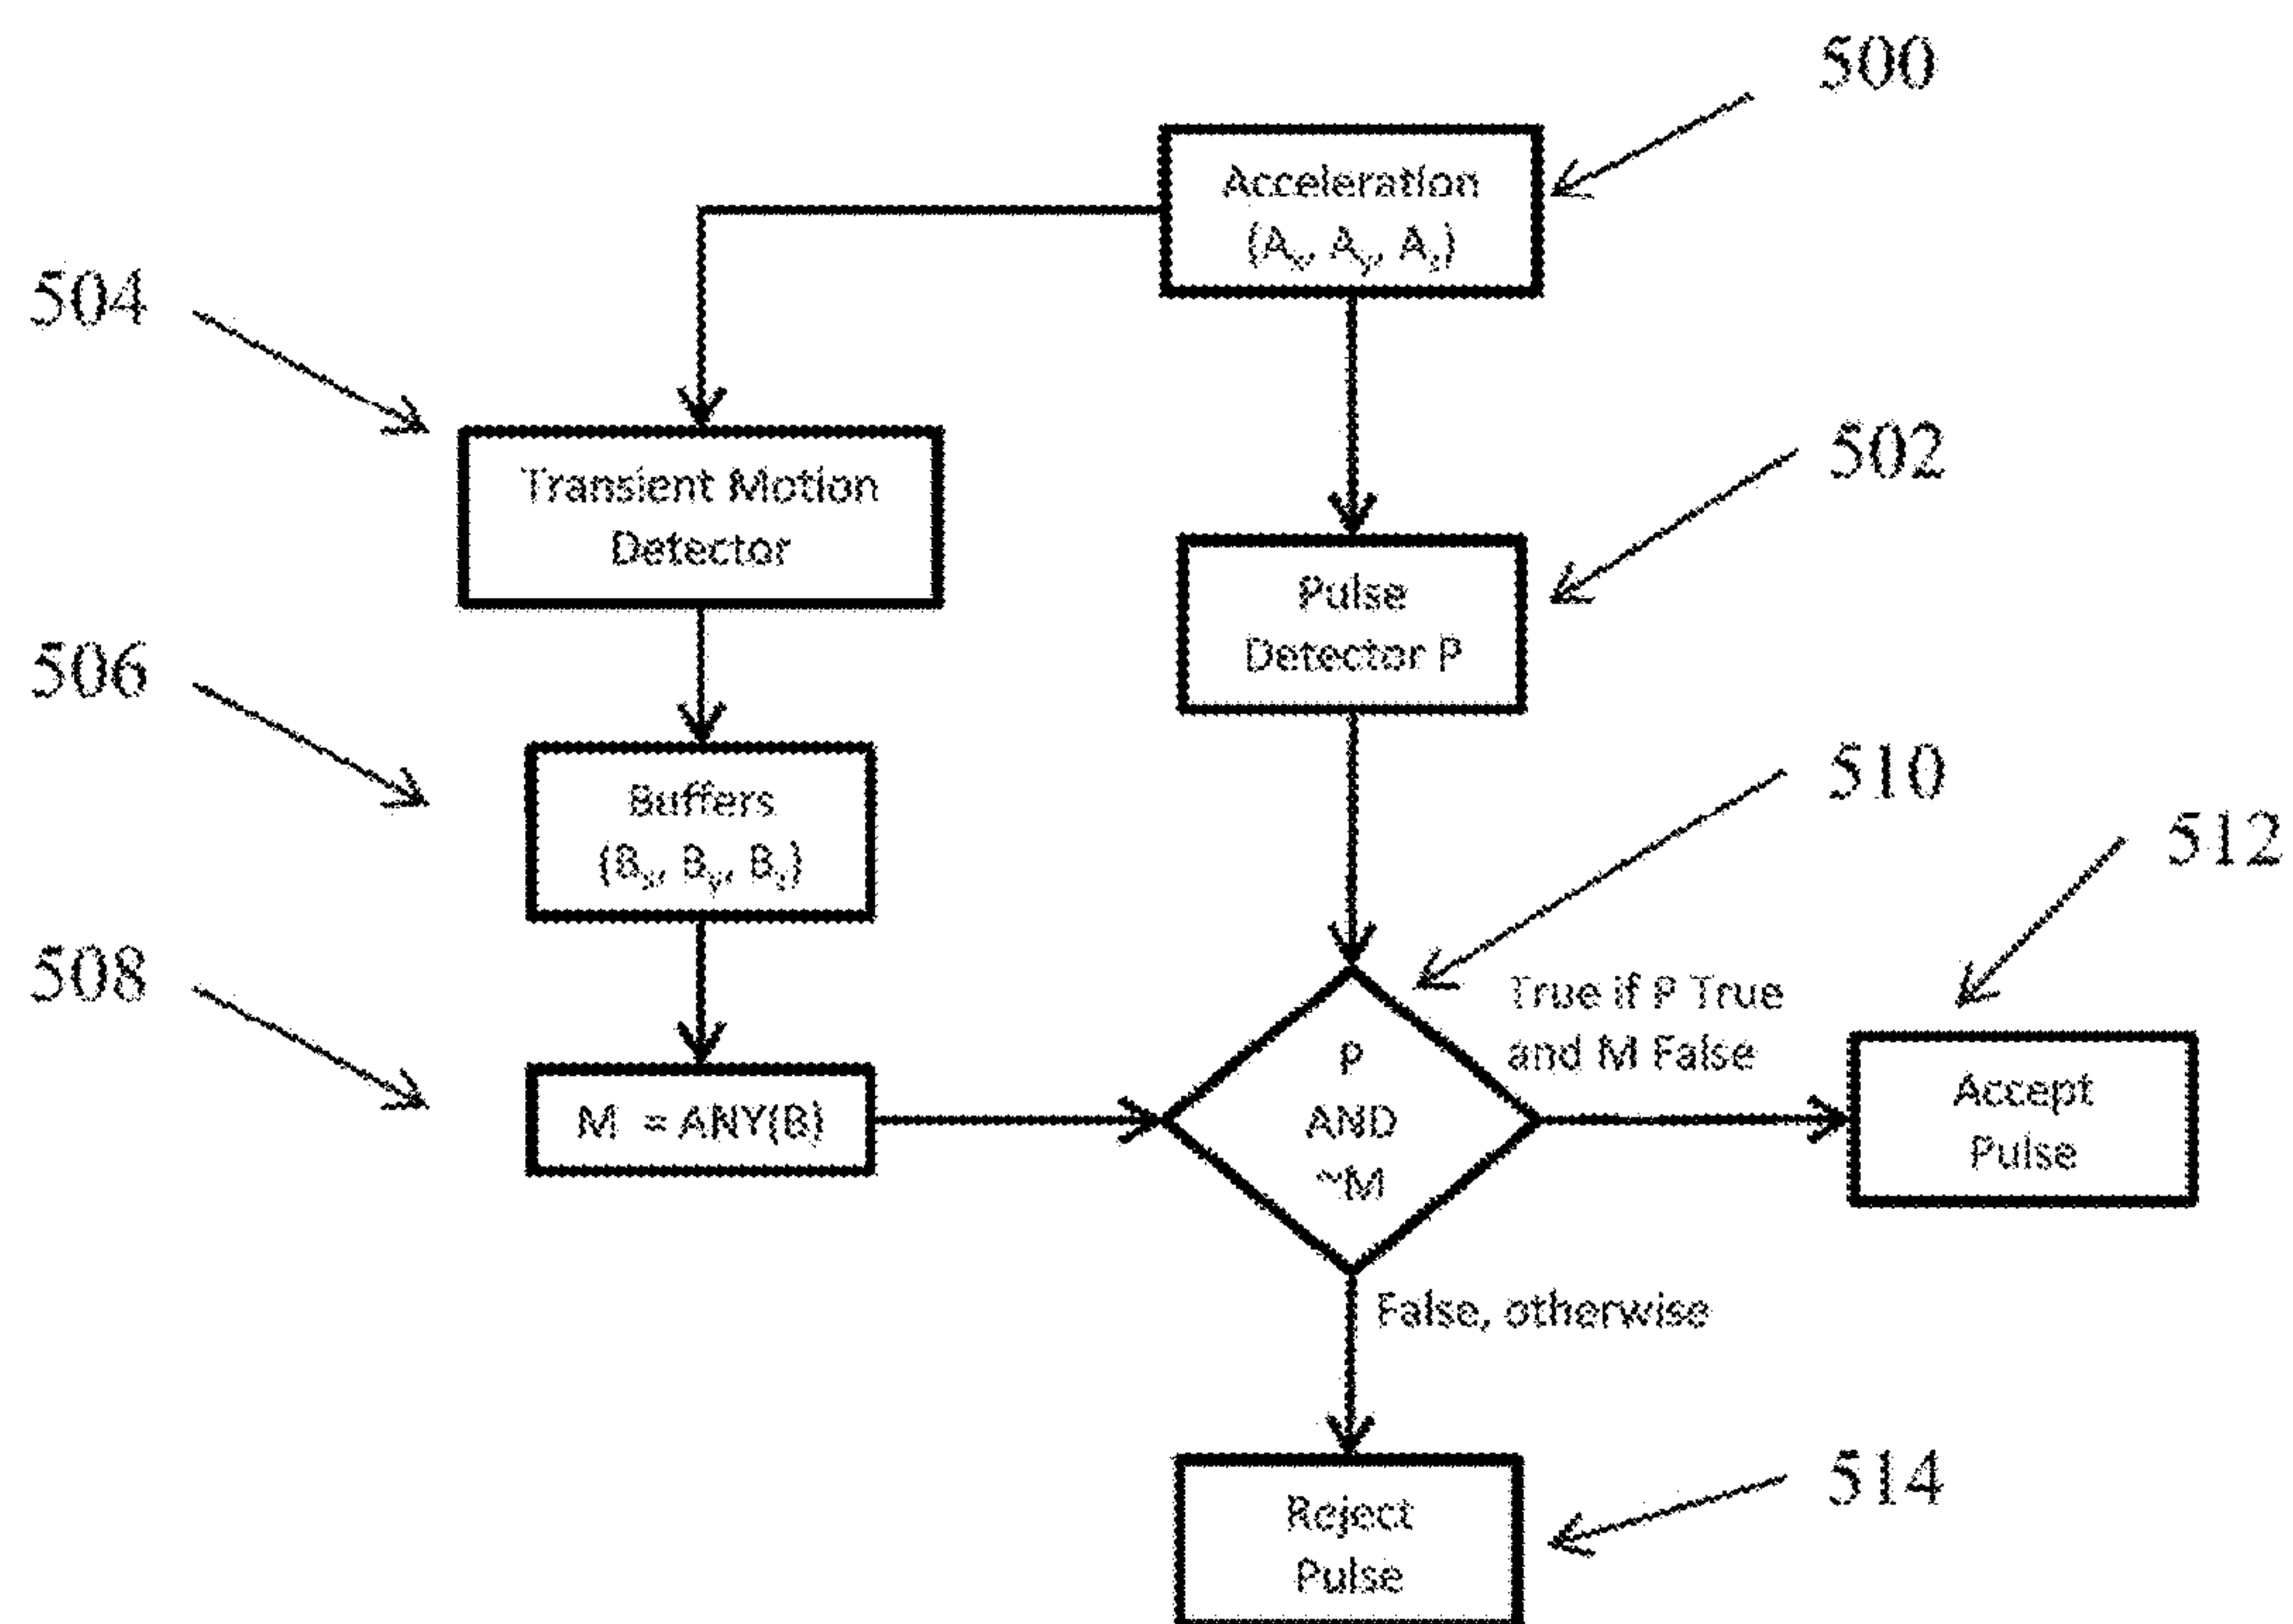 500
Acceleration
(Ax, Ay, Az)
504
Transient Motion
Detector
502
Pulse
Detector P
506
Buffers
(Bx, By, Bz)
510
512
508
M = ANY(B)
P
AND
~M
True if P True
and M False
Accept
Pulse
False, otherwise
514
Reject
Pulse